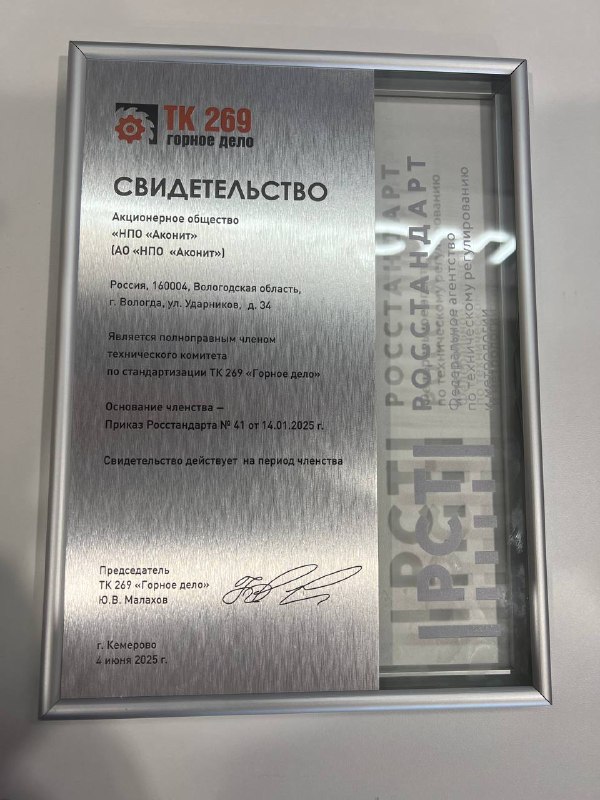 ТК 269
горное дело
СВИДЕТЕЛЬСТВО
Акционерное общество
«НПО «Аконит»
(АО «НПО «Аконит»)
Россия, 160004, Вологодская область,
г. Вологда, ул. Ударников, д. 34
Является полноправным членом
технического комитета
по стандартизации ТК 269 «Горное дело»
Основание членства –
Приказ Росстандарта № 41 от 14.01.2025 г.
Свидетельство действует на период членства
Председатель
ТК 269 «Горное дело»
Ю.В. Малахов
г. Кемерово
4 июня 2025 г.
РСТ
РОССТАНДАРТ
Федеральное агентство
по техническому регулированию
и метрологии